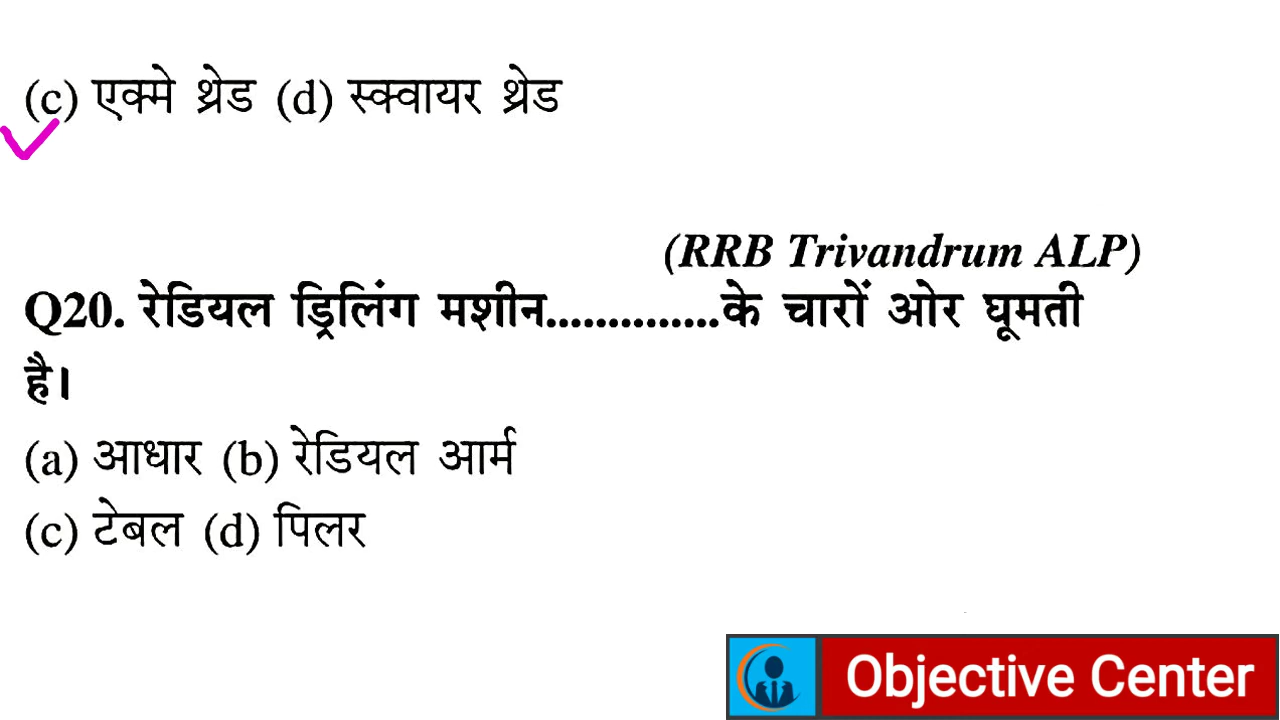 (c) एक्मे थ्रेड (d) स्क्वायर थ्रेड
(RRB Trivandrum ALP)
Q20. रेडियल ड्रिलिंग मशीन..............के चारों ओर घूमती
है।
(a) आधार (b) रेडियल आर्म
(c) टेबल (d) पिलर
Objective Center